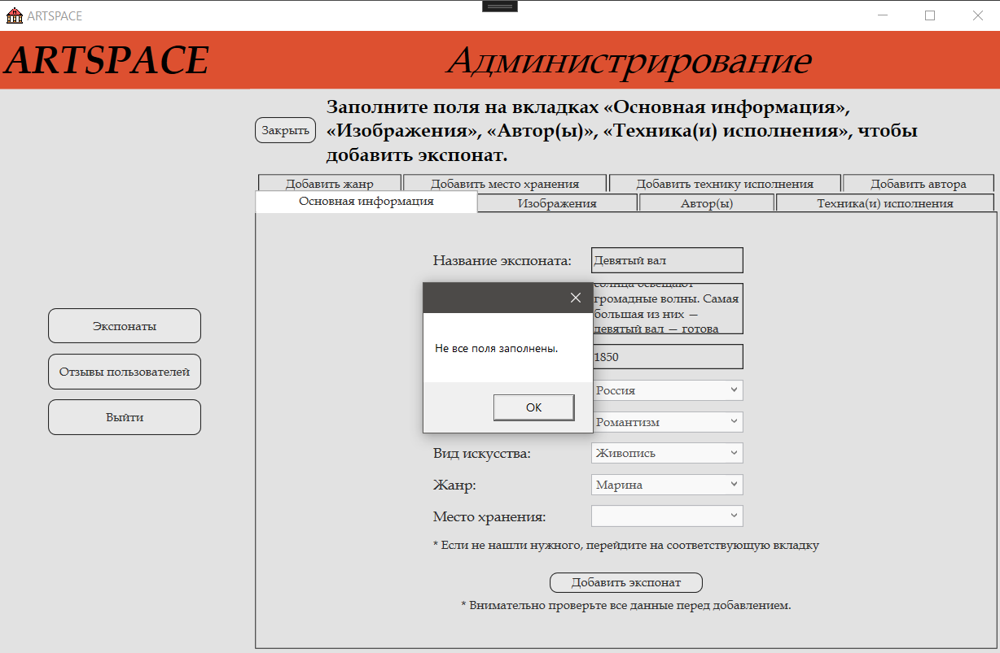 ARTSPACE
ARTSPACE
Администрирование
Закрыть
Заполните поля на вкладках «Основная информация»,
«Изображения», «Автор(ы)», «Техника(и) исполнения», чтобы
добавить экспонат.
Добавить жанр
Добавить место хранения
Добавить технику исполнения
Добавить автора
Основная информация
Изображения
Автор(ы)
Техника(и) исполнения
Экспонаты
Отзывы пользователей
Выйти
Название экспоната:
Девятый вал
солнца освещают
громадные волны. Самая
большая из них —
девятый вал — готова
1850
Россия
Романтизм
Не все поля заполнены.
OK
Вид искусства:
Живопись
Жанр:
Марина
Место хранения:
* Если не нашли нужного, перейдите на соответствующую вкладку
Добавить экспонат
* Внимательно проверьте все данные перед добавлением.